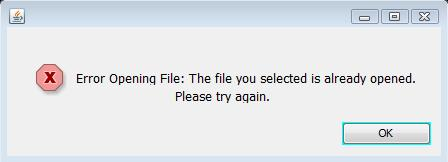 Error Opening File: The file you selected is already opened.
Please try again.
OK